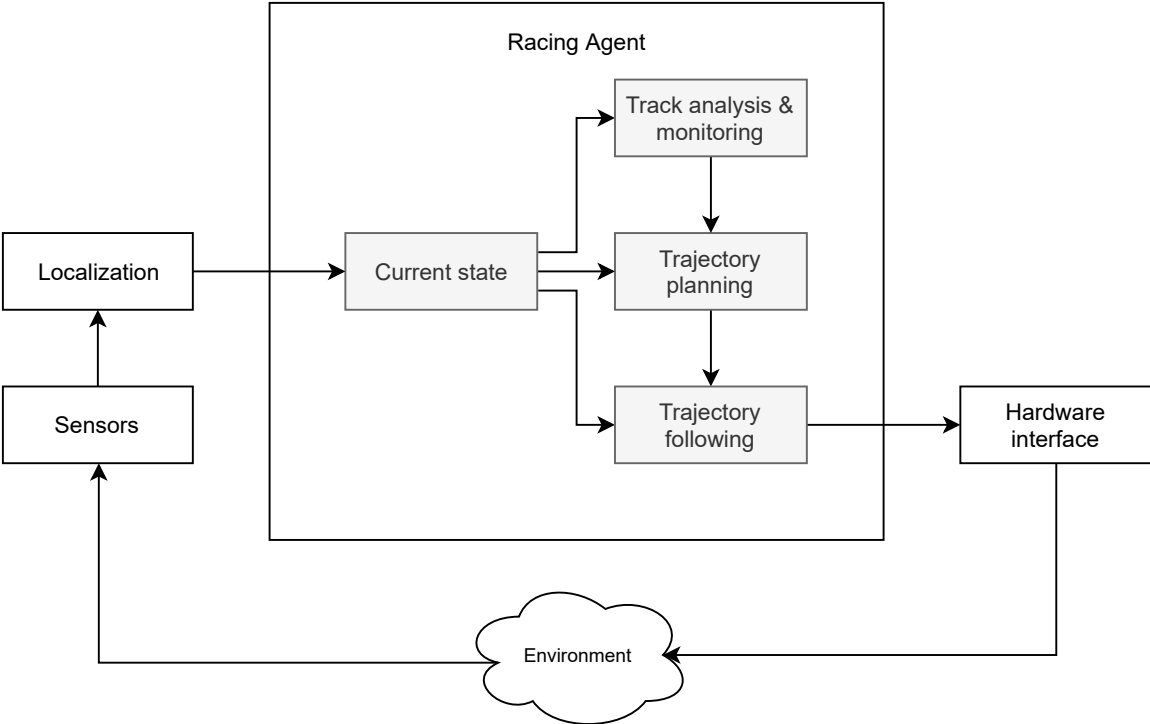 Racing Agent
Track analysis &
monitoring
Localization
Current state
Trajectory
planning
Sensors
Trajectory
following
Hardware
interface
Environment